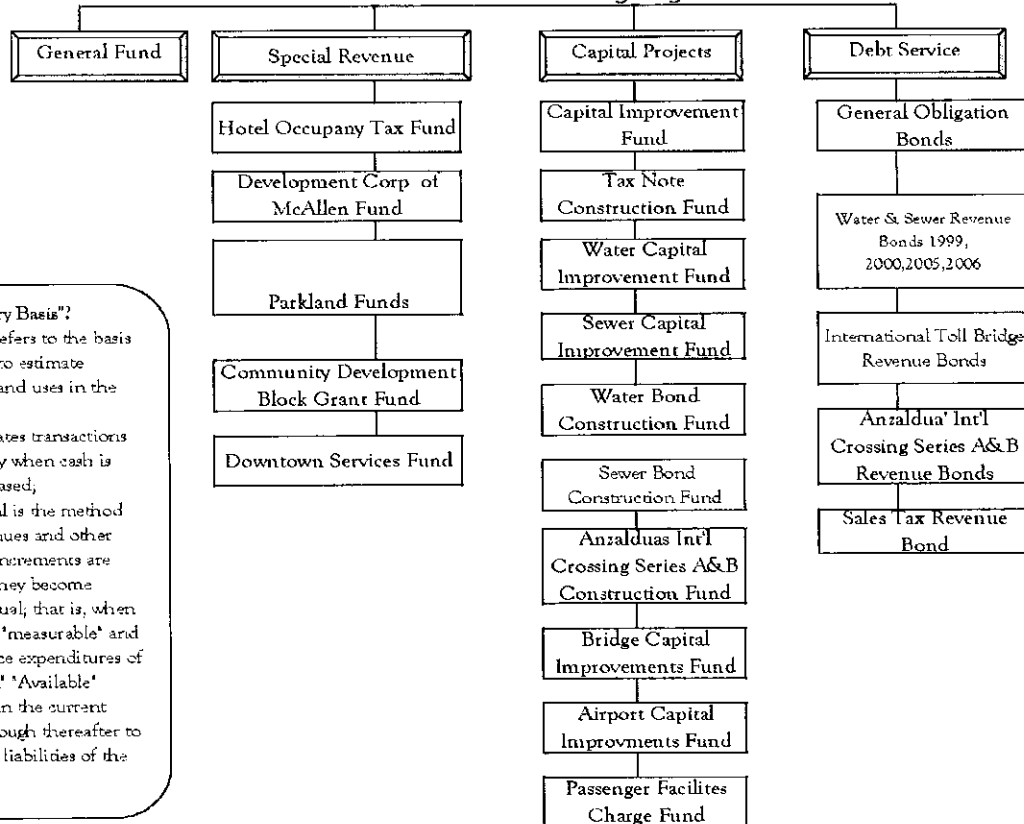 General Fund
Special Revenue
Capital Projects
Debt Service
Hotel Occupany Tax Fund
Development Corp of
McAllen Fund
Parkland Funds
Community Development
Block Grant Fund
Downtown Services Fund
Capital Improvement
Fund
Tax Note
Construction Fund
Water Capital
Improvement Fund
Sewer Capital
Improvement Fund
Water Bond
Construction Fund
Sewer Bond
Construction Fund
Anzalduas Int'l
Crossing Series A&B
Construction Fund
Bridge Capital
Improvements Fund
Airport Capital
Improvments Fund
Passenger Facilites
Charge Fund
General Obligation
Bonds
Water & Sewer Revenue
Bonds 1999,
2000,2005,2006
International Toll Bridge
Revenue Bonds
Anzaldua' Int'l
Crossing Series A&B
Revenue Bonds
Sales Tax Revenue
Bond
ry Basis"?
efers to the basis
to estimate
and uses in the
ates transactions
y when cash is
ased;
l is the method
nues and other
ncrements are
hey become
ual; that is, when
"measurable" and
ce expenditures of
" "Available"
in the current
ough thereafter to
liabilities of the